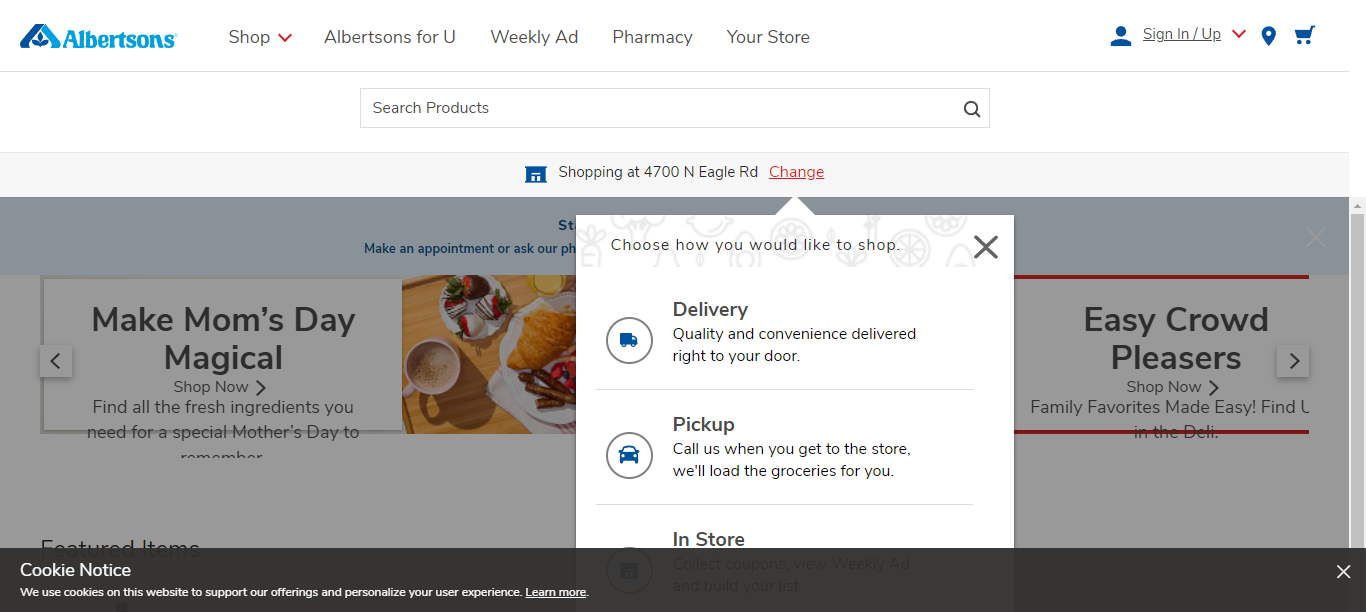 Albertsons
Shop
Albertsons for U
Weekly Ad
Pharmacy
Your Store
Sign In / Up
Search Products
Shopping at 4700 N Eagle Rd Change
Make an appointment or ask our
Choose how you would like to shop.
Delivery
Quality and convenience delivered
right to your door.
Pickup
Call us when you get to the store,
we'll load the groceries for you.
In Store
Collect coupons, view Weekly Ad
and build your list.
Make Mom's Day
Magical
Shop Now
Find all the fresh ingredients you
need for a special Mother's Day to
remember
Easy Crowd
Pleasers
Shop Now
Family Favorites Made Easy! Find
in the Deli.
Featured Items
Cookie Notice
We use cookies on this website to support our offerings and personalize your user experience. Learn more.